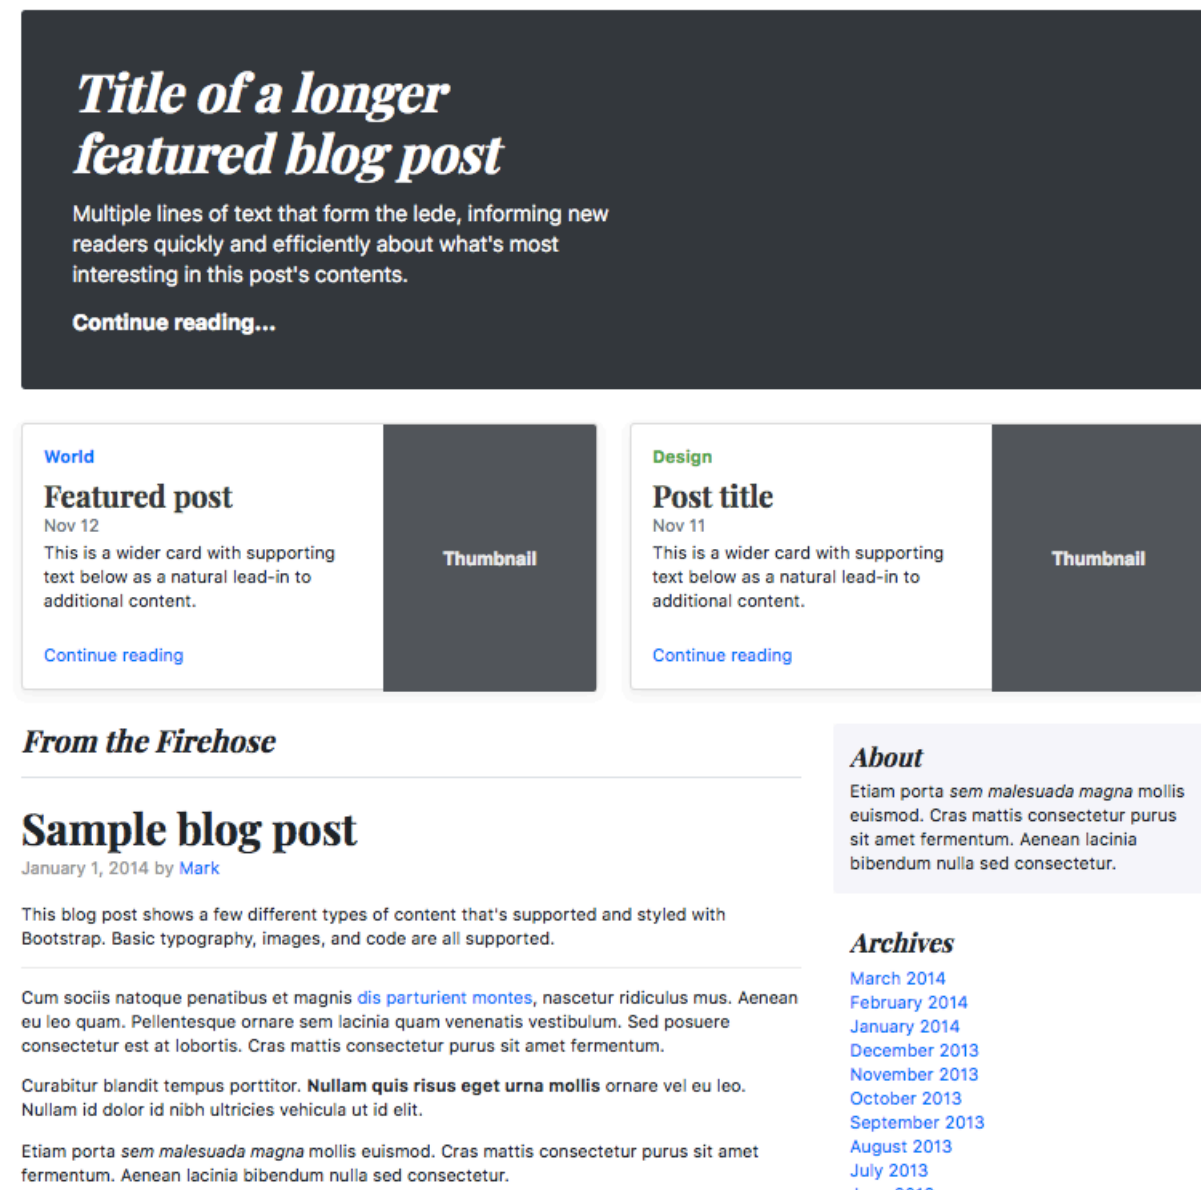 Title of a longer
featured blog post
Multiple lines of text that form the lede, informing new
readers quickly and efficiently about what's most
interesting in this post's contents.
Continue reading...
World
Featured post
Nov 12
This is a wider card with supporting
text below as a natural lead-in to
additional content.
Continue reading
Thumbnail
Design
Post title
Nov 11
This is a wider card with supporting
text below as a natural lead-in to
additional content.
Continue reading
Thumbnail
From the Firehose
Sample blog post
January 1, 2014 by Mark
This blog post shows a few different types of content that's supported and styled with
Bootstrap. Basic typography, images, and code are all supported.
Cum sociis natoque penatibus et magnis dis parturient montes, nascetur ridiculus mus. Aenean
eu leo quam. Pellentesque ornare sem lacinia quam venenatis vestibulum. Sed posuere
consectetur est at lobortis. Cras mattis consectetur purus sit amet fermentum.
Curabitur blandit tempus porttitor. Nullam quis risus eget urna mollis ornare vel eu leo.
Nullam id dolor id nibh ultricies vehicula ut id elit.
Etiam porta sem malesuada magna mollis euismod. Cras mattis consectetur purus sit amet
fermentum. Aenean lacinia bibendum nulla sed consectetur.
About
Etiam porta sem malesuada magna mollis
euismod. Cras mattis consectetur purus
sit amet fermentum. Aenean lacinia
bibendum nulla sed consectetur.
Archives
March 2014
February 2014
January 2014
December 2013
November 2013
October 2013
September 2013
August 2013
July 2013